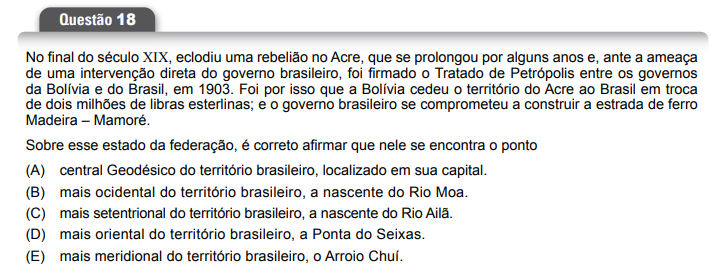 Questão 18
No final do século XIX, eclodiu uma rebelião no Acre, que se prolongou por alguns anos e, ante a ameaça
de uma intervenção direta do governo brasileiro, foi firmado o Tratado de Petrópolis entre os governos
da Bolívia e do Brasil, em 1903. Foi por isso que a Bolívia cedeu o território do Acre ao Brasil em troca
de dois milhões de libras esterlinas; e o governo brasileiro se comprometeu a construir a estrada de ferro
Madeira – Mamoré.
Sobre esse estado da federação, é correto afirmar que nele se encontra o ponto
(A) central Geodésico do território brasileiro, localizado em sua capital.
(B) mais ocidental do território brasileiro, a nascente do Rio Moa.
(C) mais setentrional do território brasileiro, a nascente do Rio Ailã.
(D) mais oriental do território brasileiro, a Ponta do Seixas.
(E) mais meridional do território brasileiro, o Arroio Chuí.